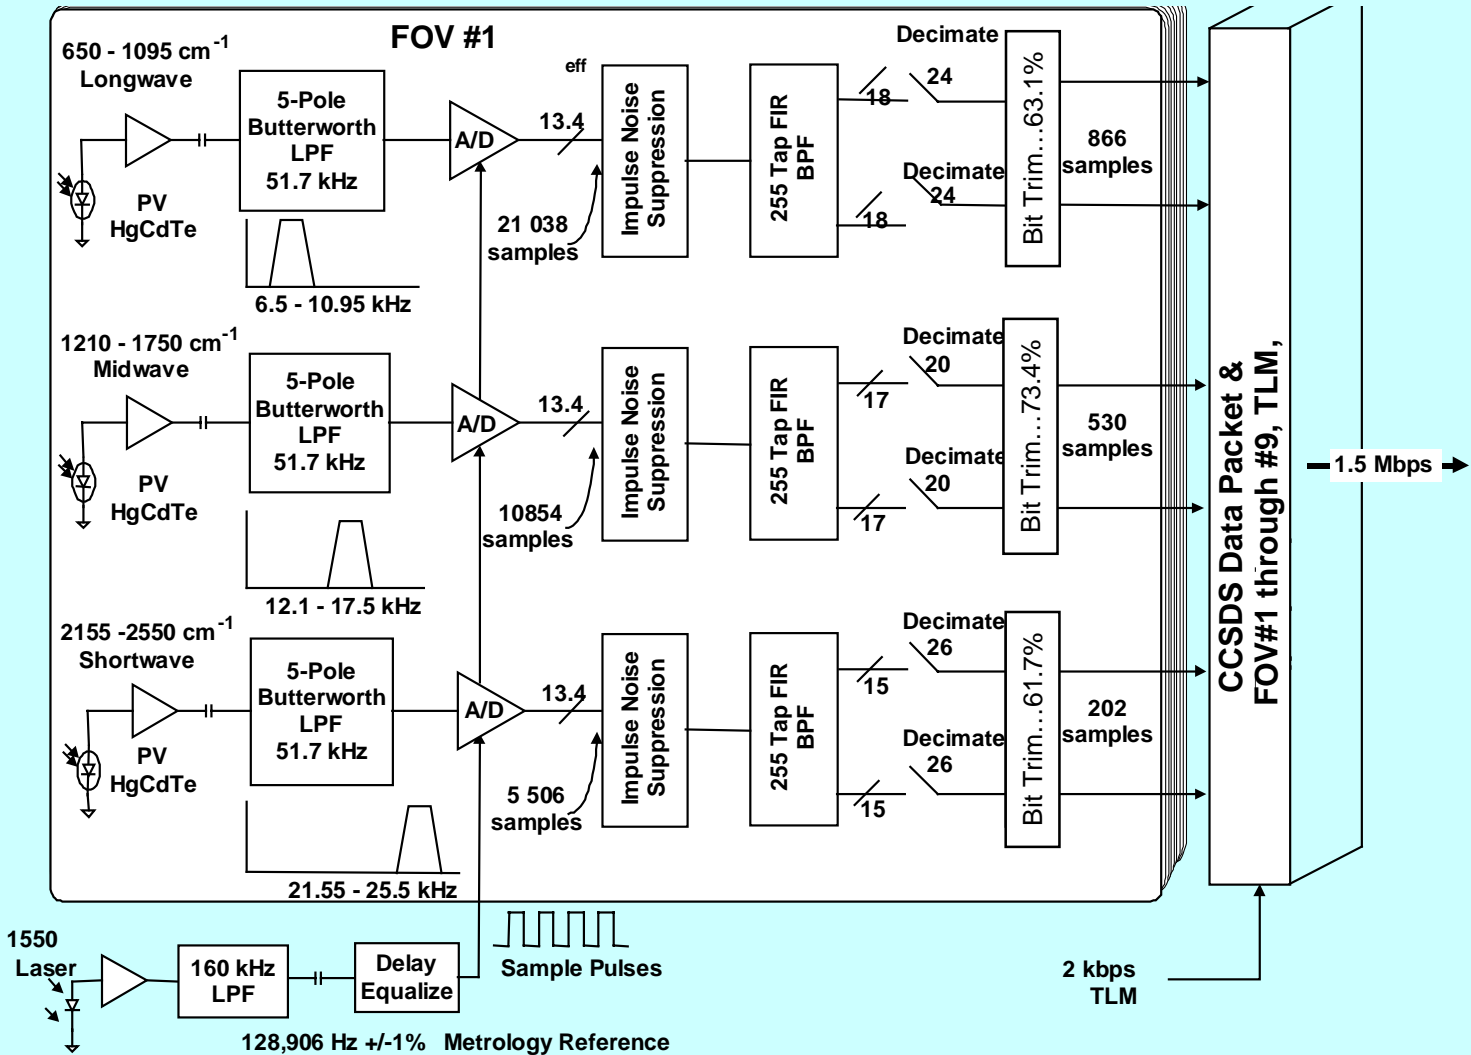 FOV #1
650 - 1095 cm-1
Longwave
5-Pole
Butterworth
LPF
51.7 kHz
PV
HgCdTe
6.5 - 10.95 kHz
A/D
eff
13.4
21 038
samples
Impulse Noise
Suppression
255 Tap FIR
BPF
18
18
Decimate
24
Decimate
24
Bit Trim...63.1%
866
samples
1210 - 1750 cm-1
Midwave
5-Pole
Butterworth
LPF
51.7 kHz
PV
HgCdTe
12.1 - 17.5 kHz
A/D
13.4
10854
samples
Impulse Noise
Suppression
255 Tap FIR
BPF
17
17
Decimate
20
Decimate
20
Bit Trim...73.4%
530
samples
2155 -2550 cm-1
Shortwave
5-Pole
Butterworth
LPF
51.7 kHz
PV
HgCdTe
21.55 - 25.5 kHz
A/D
13.4
5 506
samples
Impulse Noise
Suppression
255 Tap FIR
BPF
15
15
Decimate
26
Decimate
26
Bit Trim...61.7%
202
samples
CCSDS Data Packet &
FOV#1 through #9, TLM,
1.5 Mbps
1550
Laser
160 kHz
LPF
Delay
Equalize
Sample Pulses
2 kbps
TLM
128,906 Hz +/-1% Metrology Reference